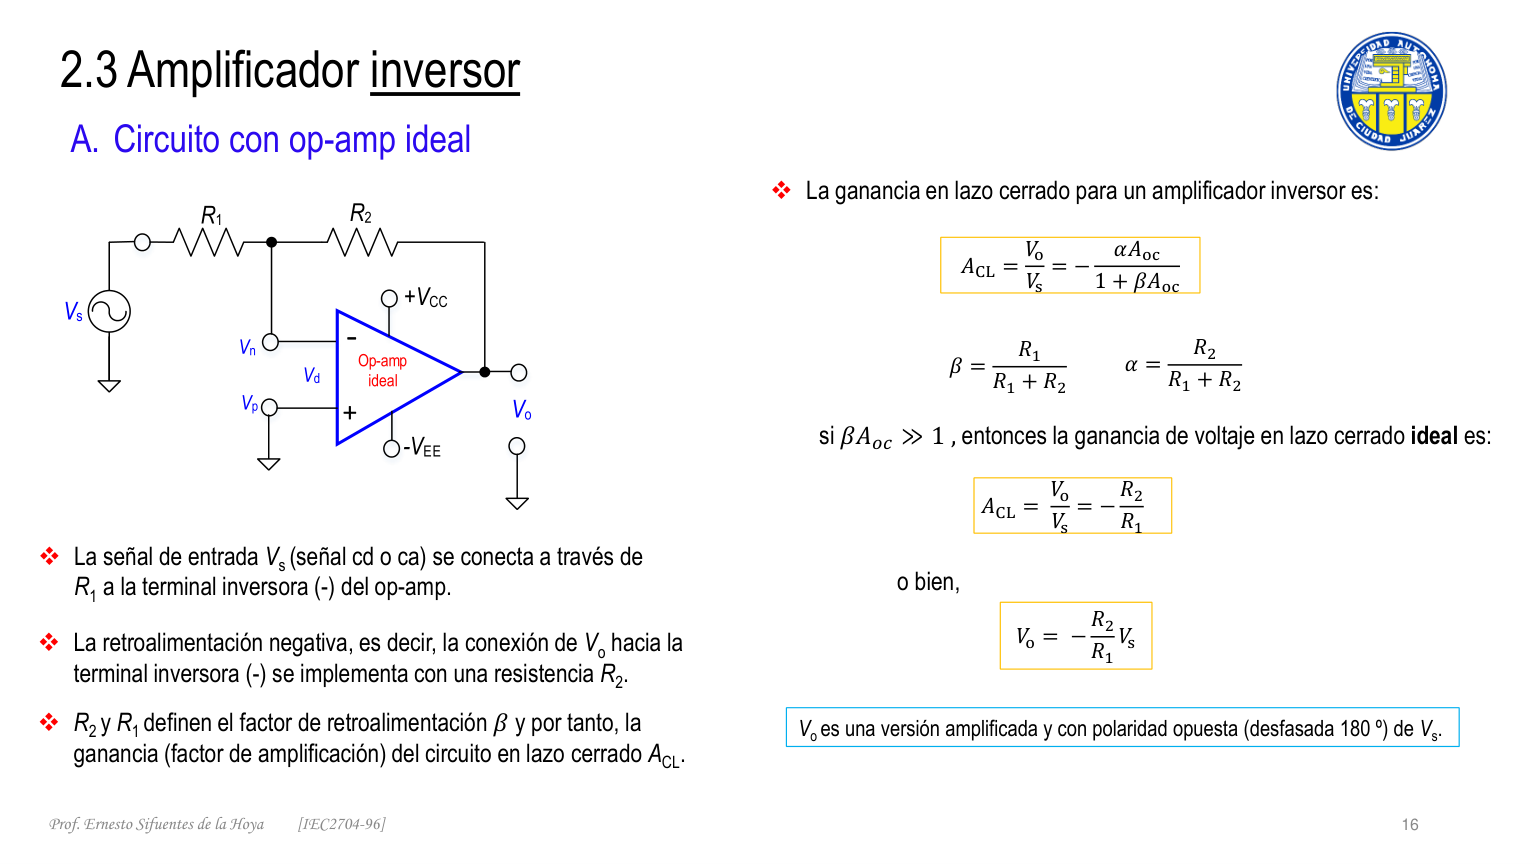 2.3 Amplificador inversor
A. Circuito con op-amp ideal
UNIVERSIDAD AUTONOMA
DE CIUDAD JUAREZ
R1
R2
Vs
+VCC
Vn
-
Op-amp
ideal
Vd
Vp
+
Vo
-VEE
❖ La señal de entrada Vs (señal cd o ca) se conecta a través de
R1 a la terminal inversora (-) del op-amp.
❖ La retroalimentación negativa, es decir, la conexión de Vo hacia la
terminal inversora (-) se implementa con una resistencia R2.
❖ R2 y R1 definen el factor de retroalimentación β y por tanto, la
ganancia (factor de amplificación) del circuito en lazo cerrado ACL.
❖ La ganancia en lazo cerrado para un amplificador inversor es:
ACL = Vo/Vs = − αAoc/(1 + βAoc)
β = R1/(R1 + R2) α = R2/(R1 + R2)
si βAoc ≫ 1 , entonces la ganancia de voltaje en lazo cerrado ideal es:
ACL = Vo/Vs = − R2/R1
o bien,
Vo = − R2/R1 Vs
Vo es una versión amplificada y con polaridad opuesta (desfasada 180 º) de Vs.
Prof. Ernesto Sifuentes de la Hoya [IEC2704-96]
16